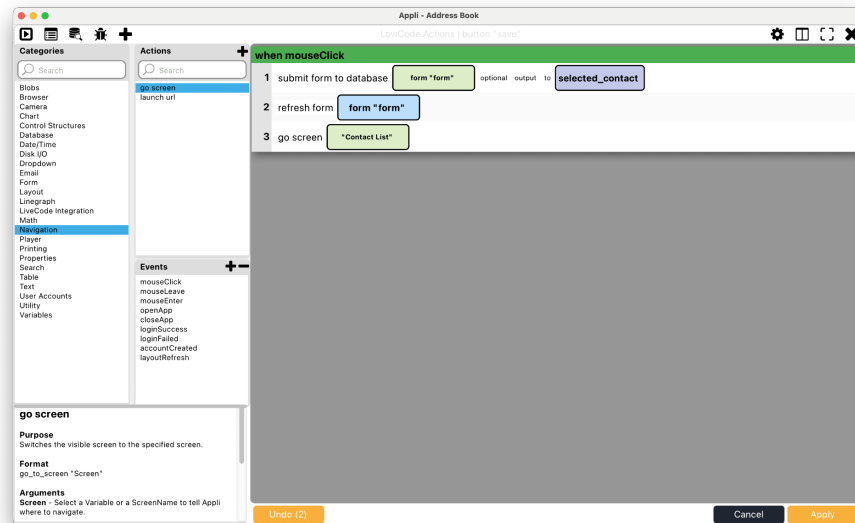 Appli - Address Book
LowCode Actions | button "save"
Categories
Search
Blobs
Browser
Camera
Chart
Control Structures
Database
Date/Time
Disk I/O
Dropdown
Email
Form
Layout
Linegraph
LiveCode Integration
Math
Navigation
Player
Printing
Properties
Search
Table
Text
User Accounts
Utility
Variables
Actions
Search
go screen
launch url
Events
mouseClick
mouseLeave
mouseEnter
openApp
closeApp
loginSuccess
loginFailed
accountCreated
layoutRefresh
go screen
Purpose
Switches the visible screen to the specified screen.
Format
go_to_screen "Screen"
Arguments
Screen - Select a Variable or a ScreenName to tell Appli
where to navigate.
when mouseClick
1 submit form to database form "form" optional output to selected_contact
2 refresh form form "form"
3 go screen "Contact List"
Undo (2)
Cancel
Apply